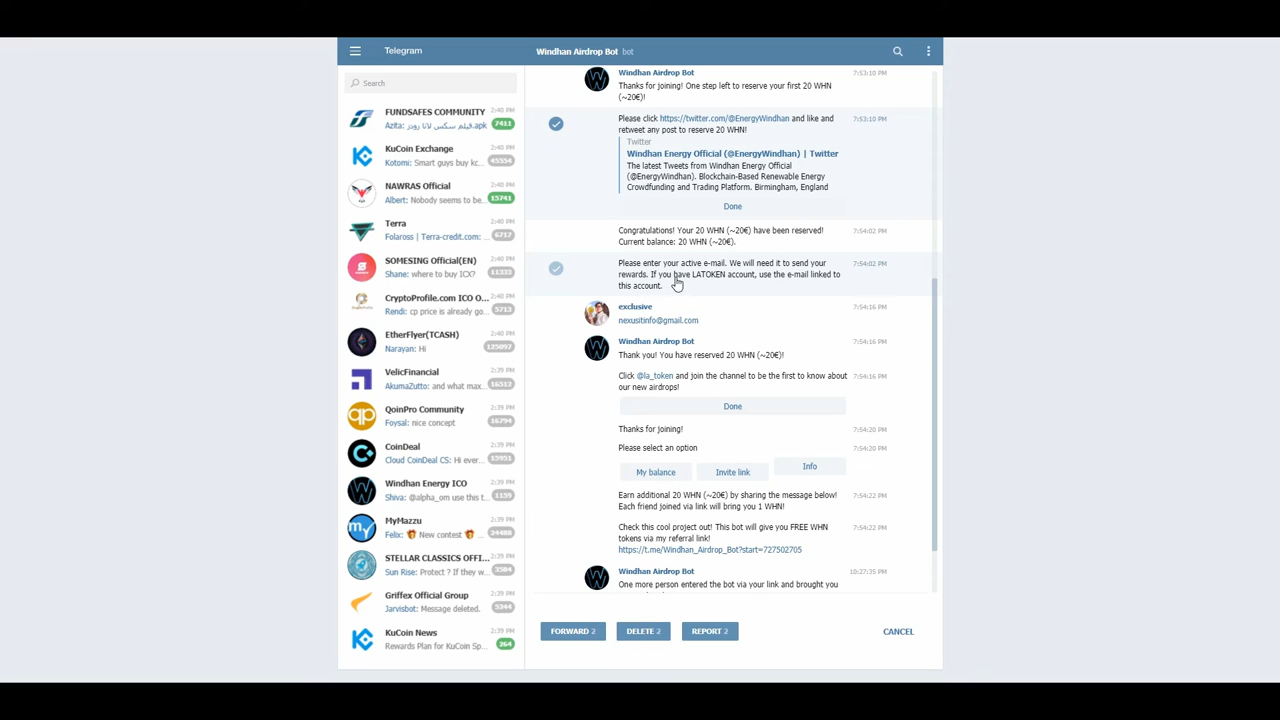 Telegram
Windhan Airdrop Bot bot
Search
FUNDSAFES COMMUNITY 2:40 PM
Azita: فیلم سکس لانا رودز.apk 7411
KuCoin Exchange 2:40 PM
Kotomi: Smart guys buy kc... 45554
NAWRAS Official 2:40 PM
Albert: Nobody seems to be... 15741
Terra 2:40 PM
Folaross | Terra-credit.com: ... 6717
SOMESING Official(EN) 2:40 PM
Shane: where to buy ICX? 11333
CryptoProfile.com ICO O... 2:40 PM
Rendi: cp price is already go... 5713
EtherFlyer(TCASH) 2:40 PM
Narayan: Hi 125097
VelicFinancial 2:39 PM
AkumaZutto: and what max... 16512
QoinPro Community 2:39 PM
Foysal: nice concept 16794
CoinDeal 2:39 PM
Cloud CoinDeal CS: Hi ever... 15951
Windhan Energy ICO 2:39 PM
Shiva: @alpha_om use this t... 1159
MyMazzu 2:39 PM
Felix: 🎁 New contest 🎁 ... 34488
STELLAR CLASSICS OFFI... 2:39 PM
Sun Rise: Protect ? If they w... 3504
Griffex Official Group 2:39 PM
Jarvisbot: Message deleted. 5344
KuCoin News 2:39 PM
Rewards Plan for KuCoin Sp... 364
Windhan Airdrop Bot 7:53:10 PM
Thanks for joining! One step left to reserve your first 20 WHN
(~20€)!
Please click https://twitter.com/@EnergyWindhan and like and 7:53:10 PM
retweet any post to reserve 20 WHN!
Twitter
Windhan Energy Official (@EnergyWindhan) | Twitter
The latest Tweets from Windhan Energy Official
(@EnergyWindhan). Blockchain-Based Renewable Energy
Crowdfunding and Trading Platform. Birmingham, England
Done
Congratulations! Your 20 WHN (~20€) have been reserved! 7:54:02 PM
Current balance: 20 WHN (~20€).
Please enter your active e-mail. We will need it to send your 7:54:02 PM
rewards. If you have LATOKEN account, use the e-mail linked to
this account.
exclusive 7:54:16 PM
nexusitinfo@gmail.com
Windhan Airdrop Bot 7:54:16 PM
Thank you! You have reserved 20 WHN (~20€)!
Click @la_token and join the channel to be the first to know about 7:54:16 PM
our new airdrops!
Done
Thanks for joining! 7:54:20 PM
Please select an option 7:54:20 PM
My balance Invite link Info
Earn additional 20 WHN (~20€) by sharing the message below! 7:54:22 PM
Each friend joined via link will bring you 1 WHN!
Check this cool project out! This bot will give you FREE WHN 7:54:22 PM
tokens via my referral link!
https://t.me/Windhan_Airdrop_Bot?start=727502705
Windhan Airdrop Bot 10:27:35 PM
One more person entered the bot via your link and brought you
FORWARD 2 DELETE 2 REPORT 2 CANCEL